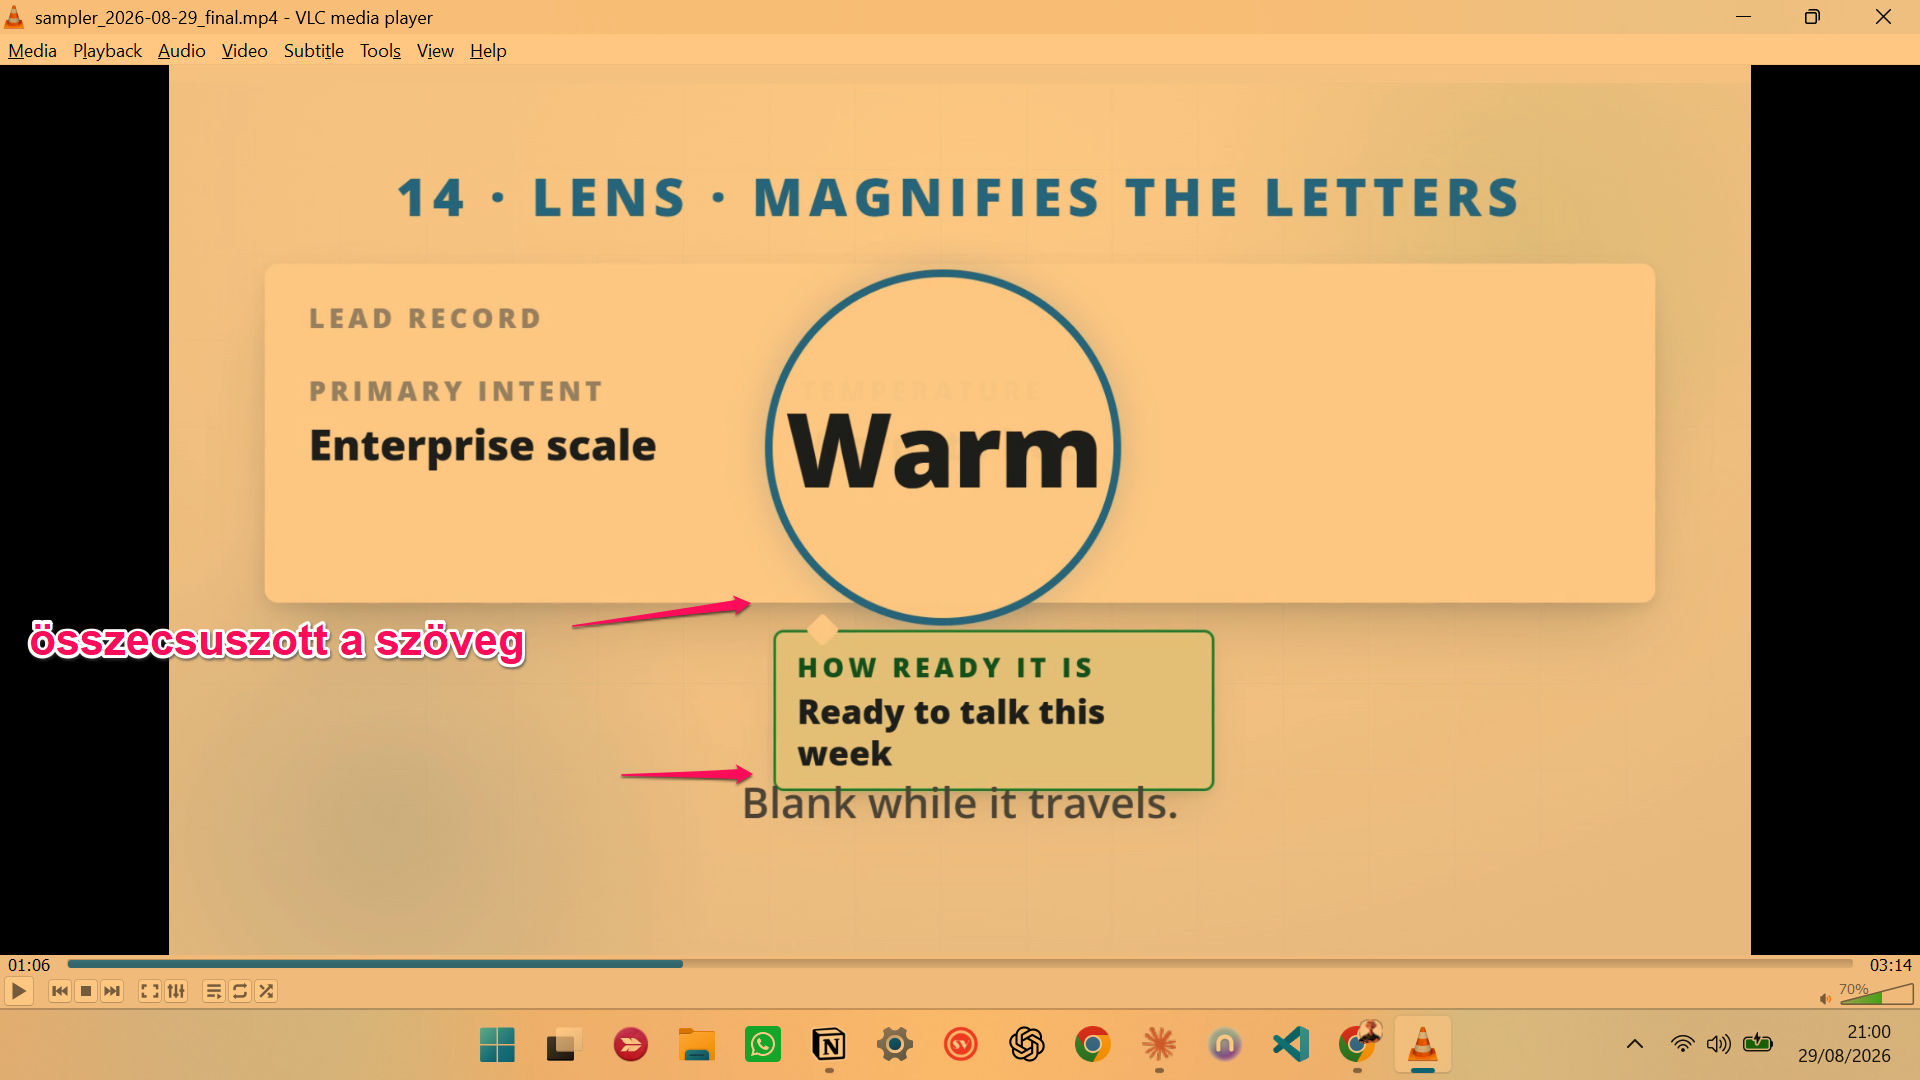 sampler_2026-08-29_final.mp4 - VLC media player
Media Playback Audio Video Subtitle Tools View Help
14 · LENS · MAGNIFIES THE LETTERS
LEAD RECORD
PRIMARY INTENT
TEMPERATURE
Enterprise scale
Warm
összecsuszott a szöveg
HOW READY IT IS
Ready to talk this
week
Blank while it travels.
01:06
03:14
70%
21:00
29/08/2026